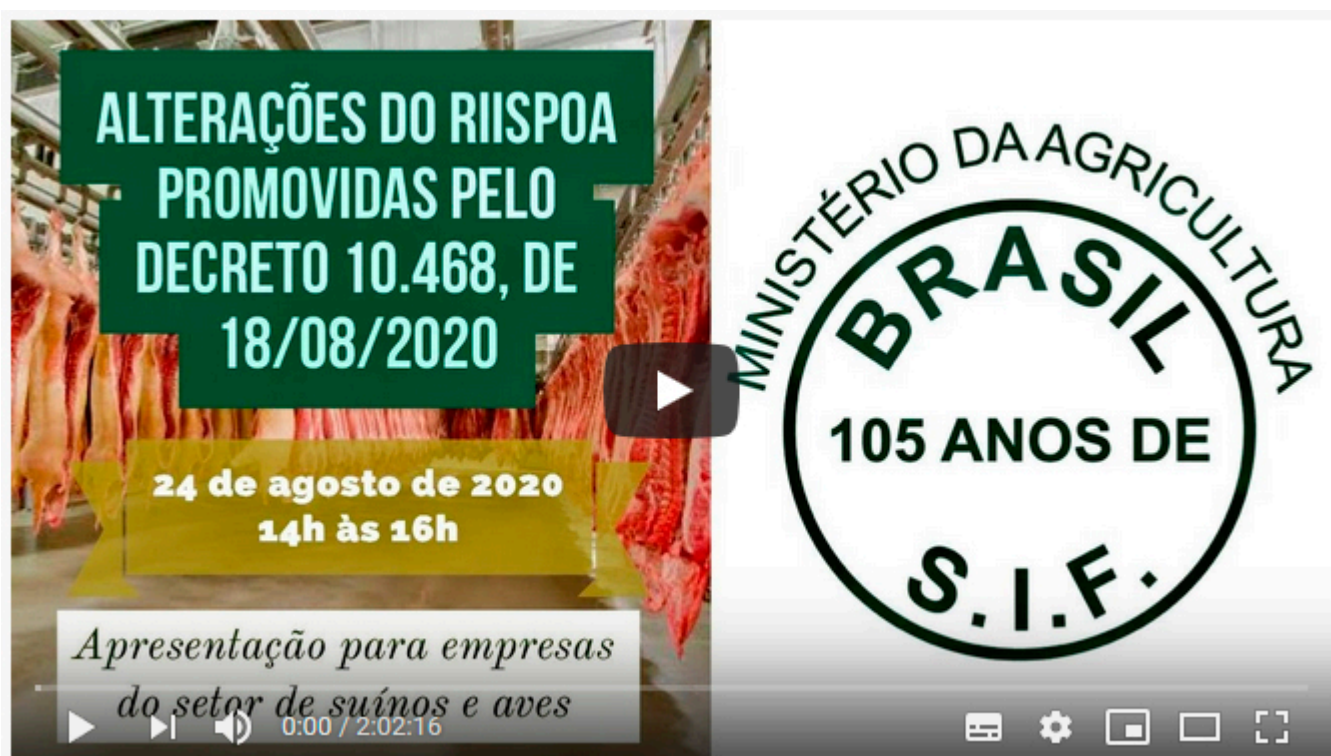 ALTERAÇÕES DO RIISPOA
PROMOVIDAS PELO
DECRETO 10.468, DE
18/08/2020
24 de agosto de 2020
14h às 16h
Apresentação para empresas
do setor de suínos e aves
MINISTÉRIO DA AGRICULTURA
BRASIL
105 ANOS DE
S.I.F.
0:00 / 2:02:16